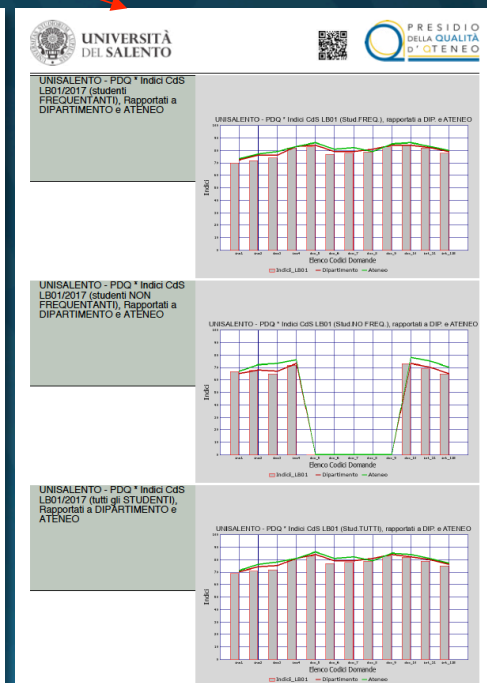 UNIVERSITÀ
DEL SALENTO
PRESIDIO
DELLA QUALITÀ
D'OTENEO
UNISALENTO - PDQ * Indici CdS
LB01/2017 (studenti
FREQUENTANTI), Rapportati a
DIPARTIMENTO e ATENEO
UNISALENTO - PDQ * Indici CdS LB01 (Stud.FREQ.), rapportati a DIP. e ATENEO
Indici
Elenco Codici Domande
Indici_LB01 Dipartimento Ateneo
UNISALENTO - PDQ * Indici CdS
LB01/2017 (studenti NON
FREQUENTANTI), Rapportati a
DIPARTIMENTO e ATENEO
UNISALENTO - PDQ * Indici CdS LB01 (Stud.NO FREQ.), rapportati a DIP. e ATENEO
Indici
Elenco Codici Domande
Indici_LB01 Dipartimento Ateneo
UNISALENTO - PDQ * Indici CdS
LB01/2017 (tutti gli STUDENTI),
Rapportati a DIPARTIMENTO e
ATENEO
UNISALENTO - PDQ * Indici CdS LB01 (Stud.TUTTI), rapportati a DIP. e ATENEO
Indici
Elenco Codici Domande
Indici_LB01 Dipartimento Ateneo